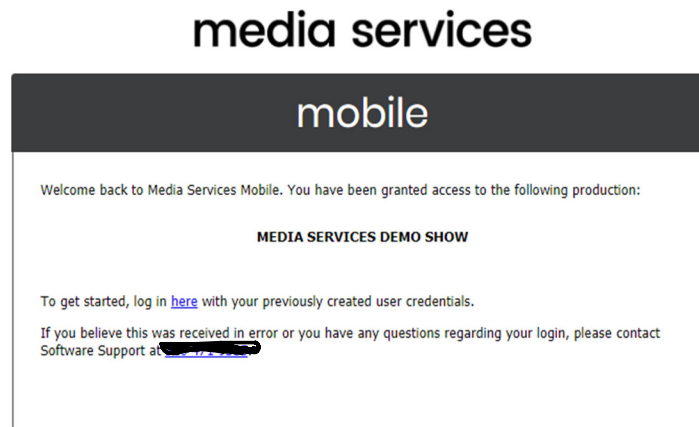 media services
mobile
Welcome back to Media Services Mobile. You have been granted access to the following production:
MEDIA SERVICES DEMO SHOW
To get started, log in here with your previously created user credentials.
If you believe this was received in error or you have any questions regarding your login, please contact
Software Support at